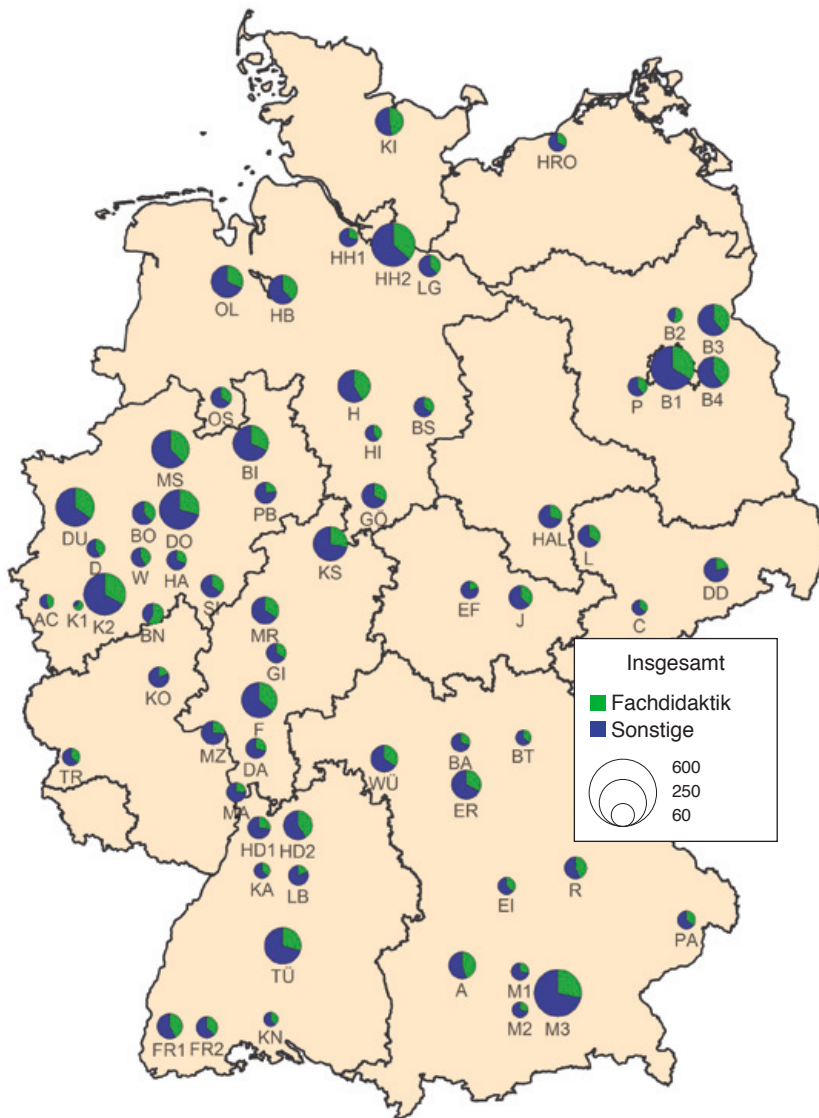 KI
HRO
HH1
HH2
LG
OL
HB
B2
B3
H
P
B1
B4
OS
BS
HI
MS
BI
PB
GÖ
DU
BO
DO
HAL
L
KS
D
W
HA
DD
SI
EF
J
AC
K1
K2
BN
MR
C
GI
Insgesamt
KO
Fachdidaktik
F
Sonstige
MZ
BA
BT
DA
TR
WÜ
600
250
60
ER
MA
HD1
HD2
KA
LB
EI
R
PA
TÜ
A
M1
M2
M3
KN
FR1
FR2